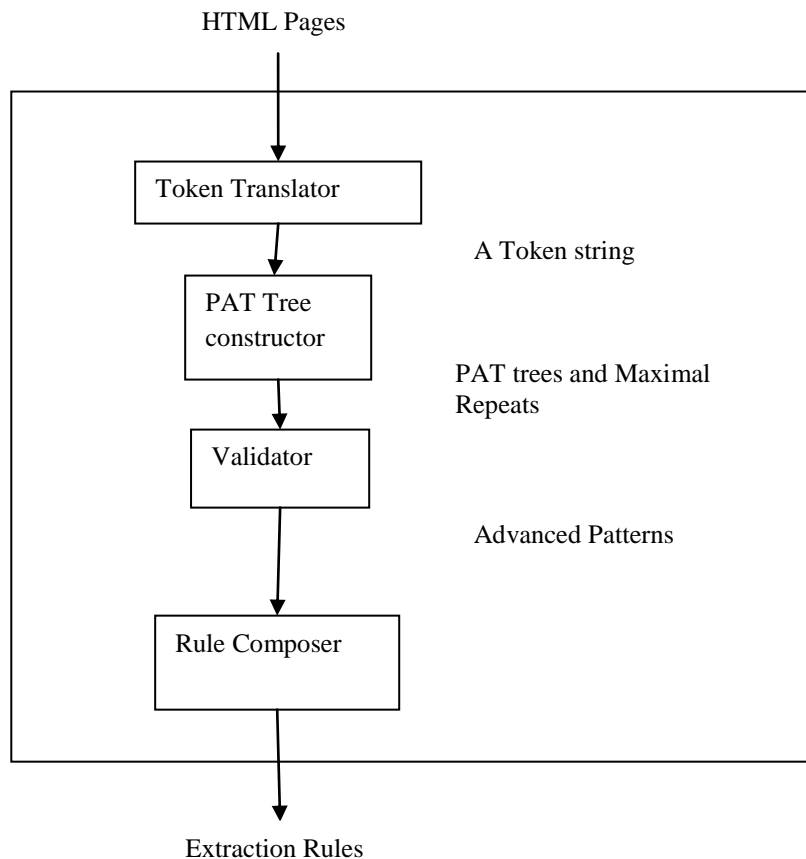 HTML Pages
Token Translator
A Token string
PAT Tree
constructor
PAT trees and Maximal
Repeats
Validator
Advanced Patterns
Rule Composer
Extraction Rules